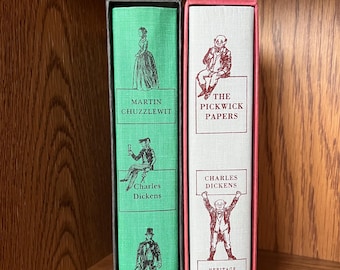 MARTIN
CHUZZLEWIT
Charles
Dickens
THE
PICKWICK
PAPERS
CHARLES
DICKENS
HERITAGE